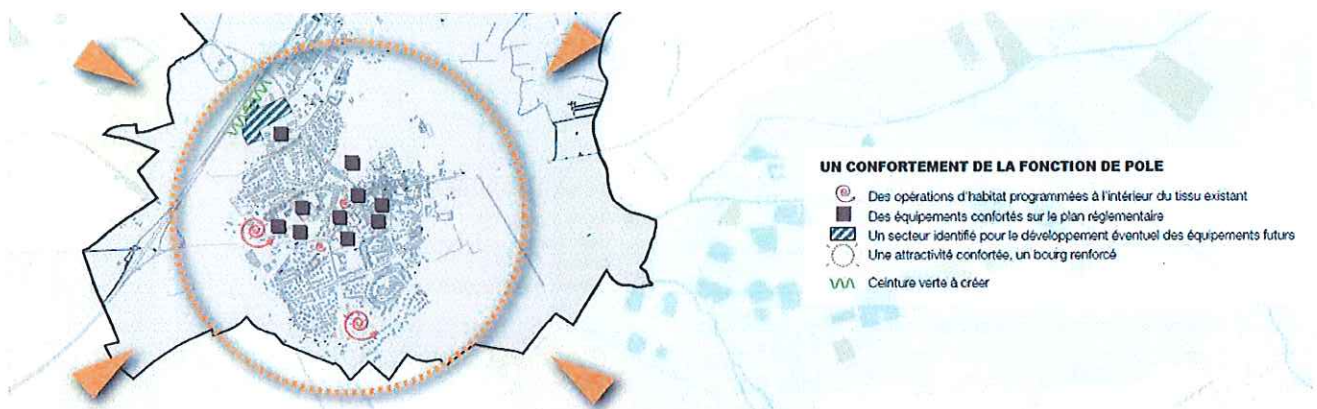 UN CONFORTEMENT DE LA FONCTION DE POLE
Des opérations d'habitat programmées à l'intérieur du tissu existant
Des équipements confortés sur le plan réglementaire
Un secteur identifié pour le développement éventuel des équipements futurs
Une attractivité confortée, un bourg renforcé
Ceinture verte à créer